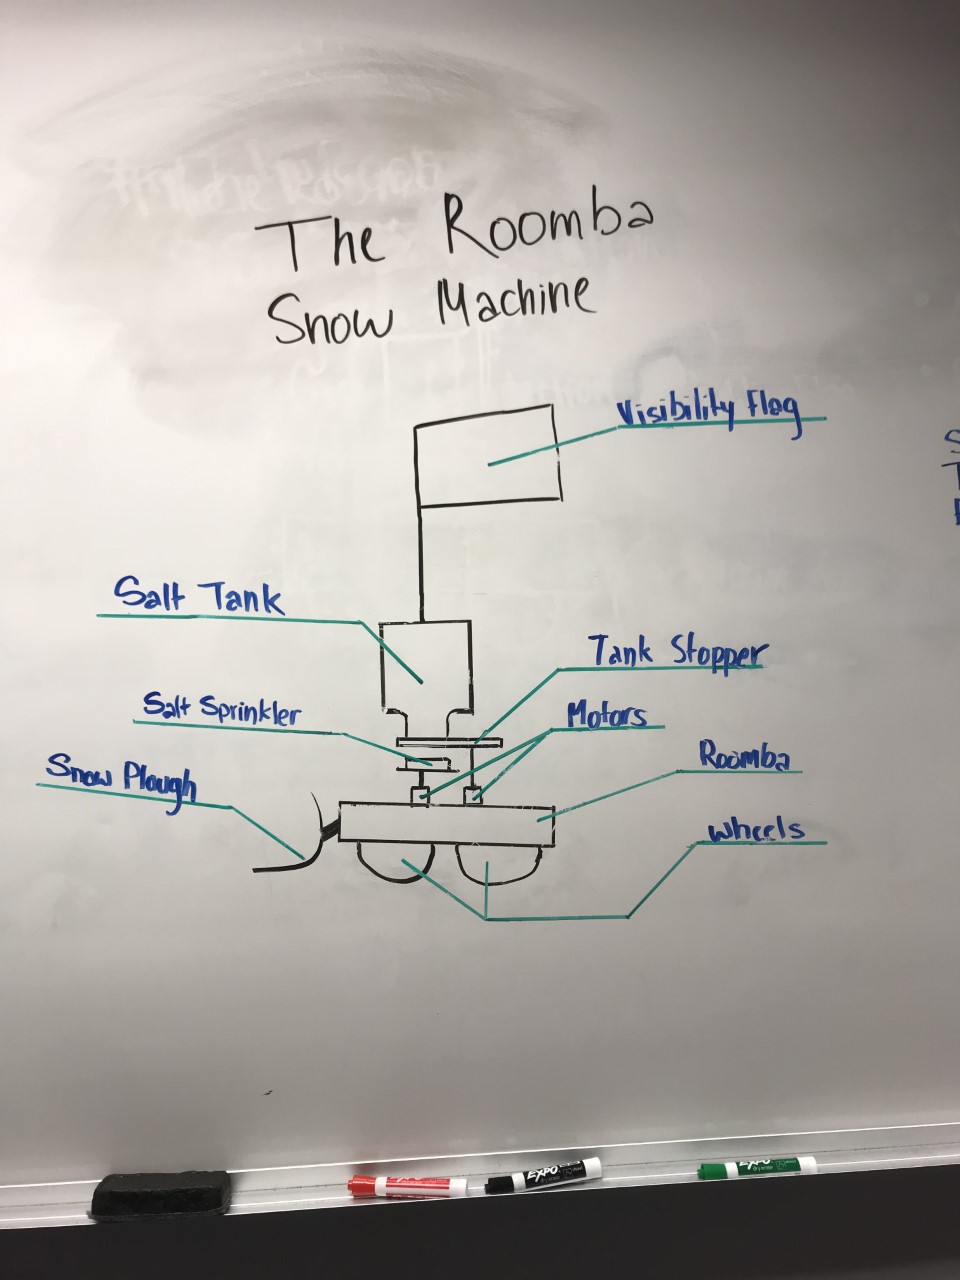 The Roomba
Snow Machine
Visibility Flag
Salt Tank
Tank Stopper
Salt Sprinkler
Motors
Snow Plough
Roomba
Wheels
EXPO
EXPO
EXPO